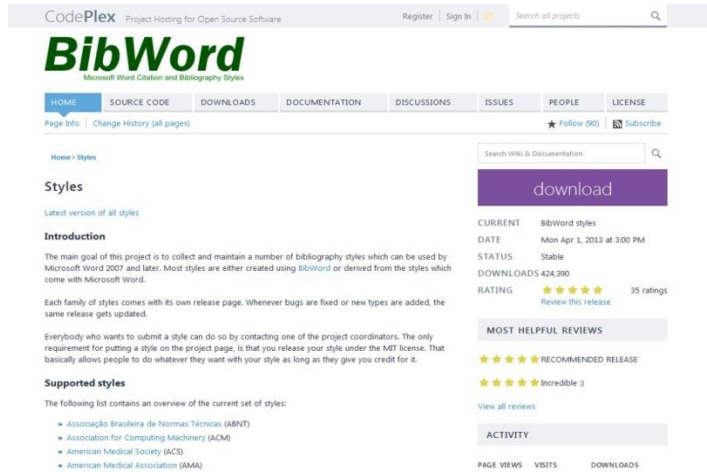 CodePlex Project Hosting for Open Source Software
Register Sign In Search all projects
BibWord
Microsoft Word Citation and Bibliography Styles
HOME SOURCE CODE DOWNLOADS DOCUMENTATION DISCUSSIONS ISSUES PEOPLE LICENSE
Page Info Change History (all pages) Follow (90) Subscribe
Home > Styles
Search Wiki & Documentation
Styles
download
Latest version of all styles
Introduction
The main goal of this project is to collect and maintain a number of bibliography styles which can be used by
Microsoft Word 2007 and later. Most styles are either created using BibWord or derived from the styles which
come with Microsoft Word.
Each family of styles comes with its own release page. Whenever bugs are fixed or new types are added, the
same release gets updated.
Everybody who wants to submit a style can do so by contacting one of the project coordinators. The only
requirement for putting a style on the project page, is that you release your style under the MIT license. That
basically allows people to do whatever they want with your style as long as they give you credit for it.
Supported styles
The following list contains an overview of the current set of styles:
» Associação Brasileira de Normas Técnicas (ABNT)
» Association for Computing Machinery (ACM)
» American Medical Society (ACS)
» American Medical Association (AMA)
CURRENT BibWord styles
DATE Mon Apr 1, 2013 at 3:00 PM
STATUS Stable
DOWNLOADS 424,390
RATING 35 ratings
Review this release
MOST HELPFUL REVIEWS
RECOMMENDED RELEASE
Incredible :)
View all reviews
ACTIVITY
PAGE VIEWS VISITS DOWNLOADS